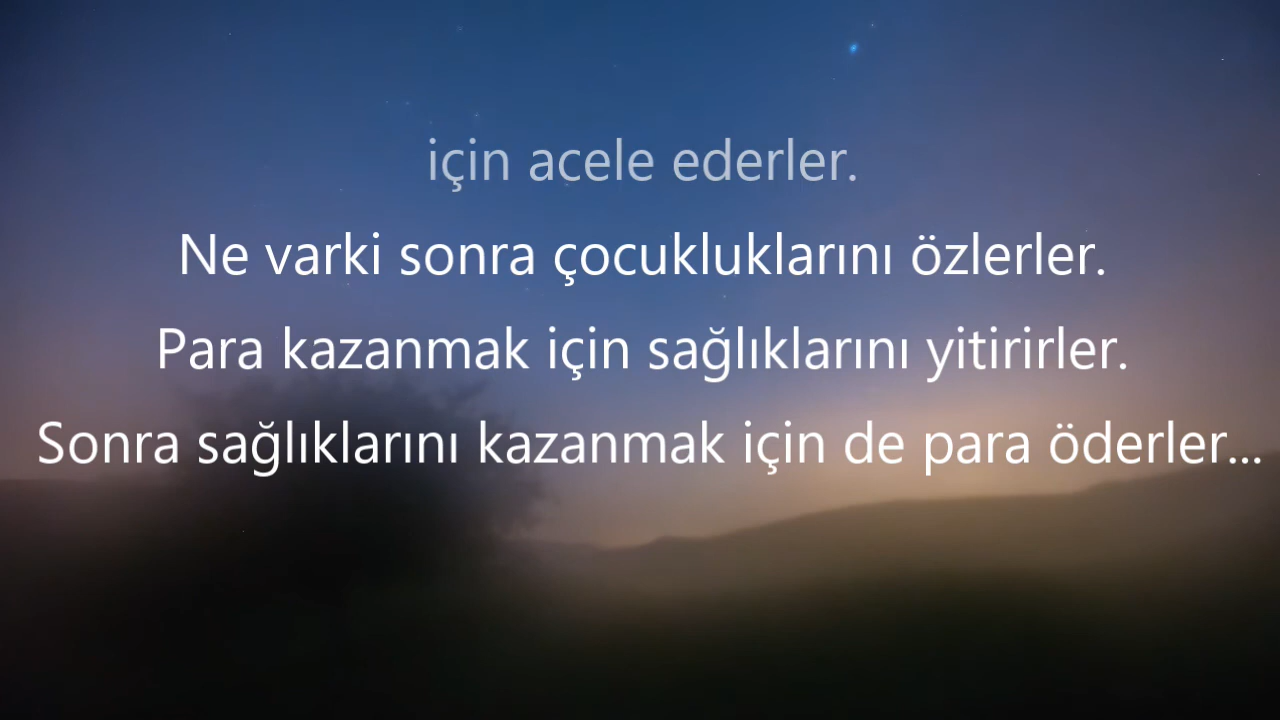 için acele ederler.
Ne varki sonra çocukluklarını özlerler.
Para kazanmak için sağlıklarını yitirirler.
Sonra sağlıklarını kazanmak için de para öderler...